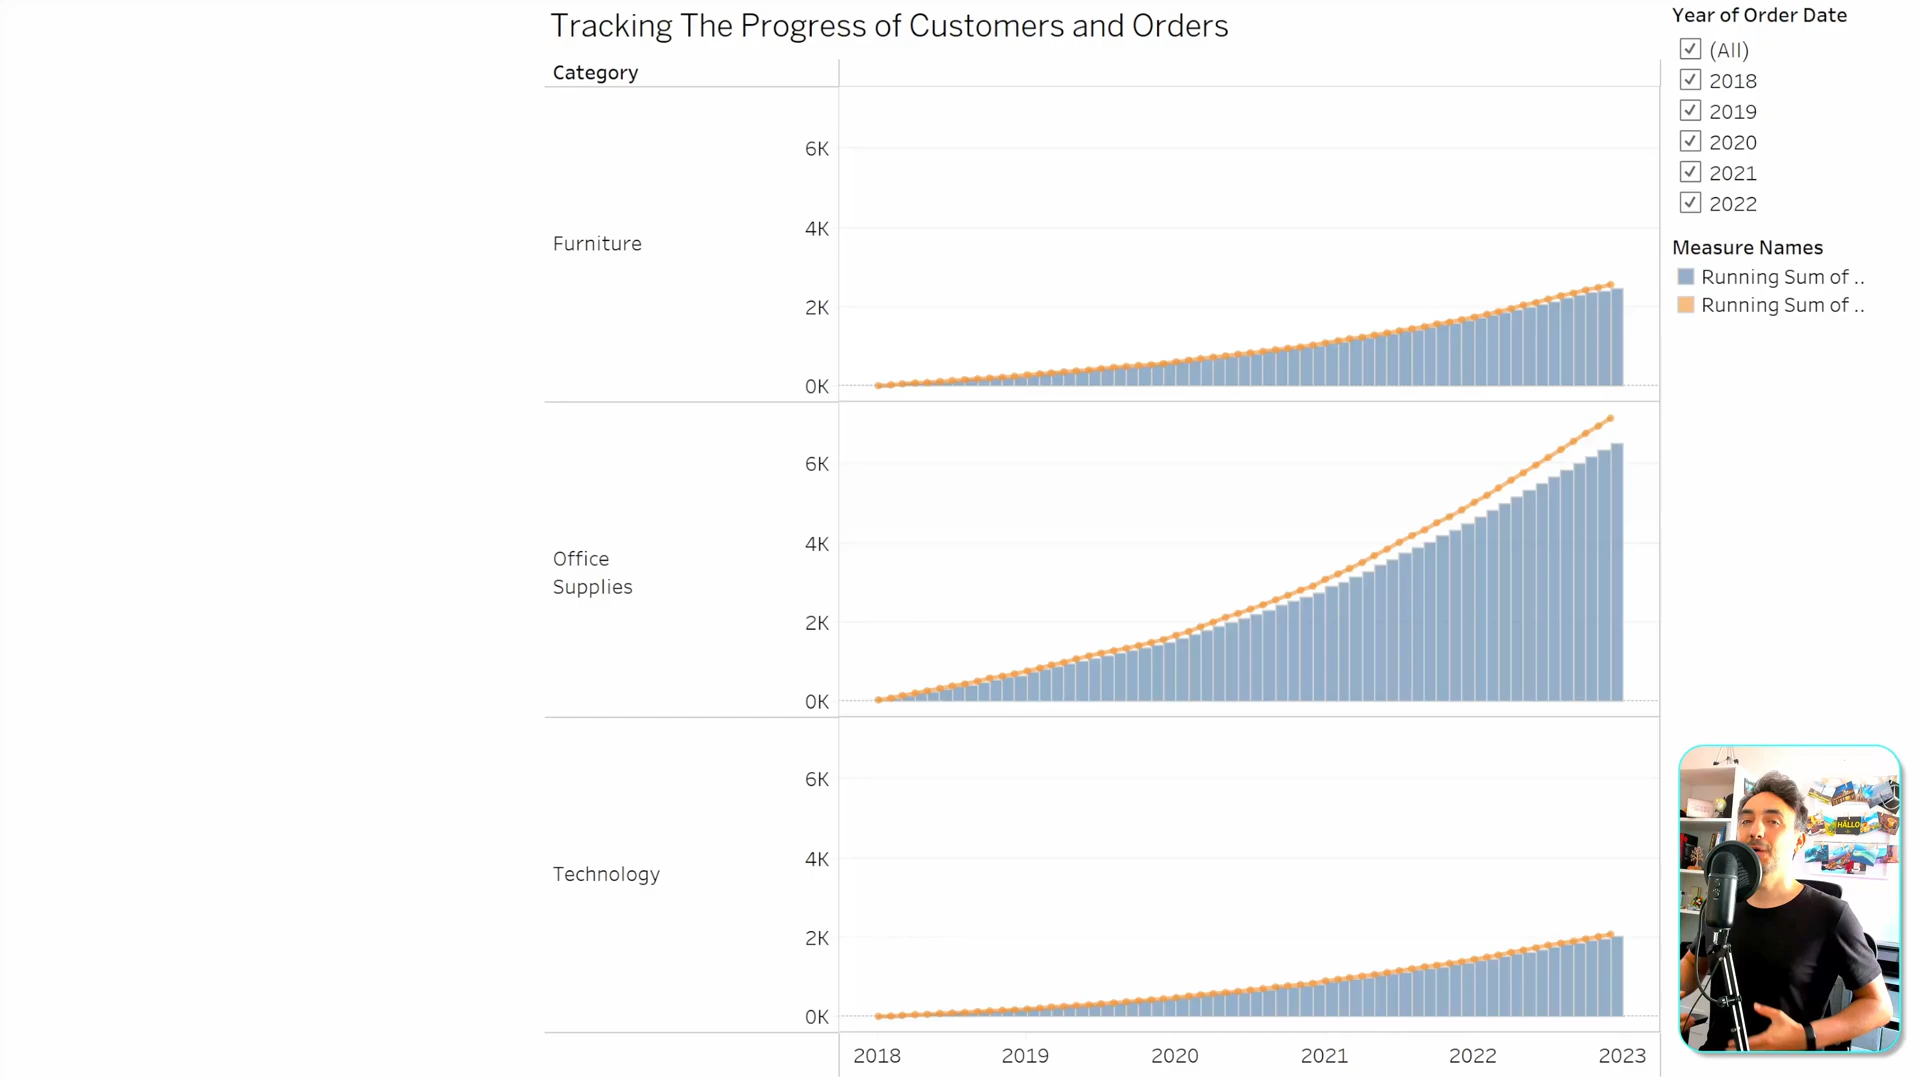 Tracking The Progress of Customers and Orders
Category
Furniture
6K
4K
2K
0K
Office
Supplies
6K
4K
2K
0K
Technology
6K
4K
2K
0K
2018
2019
2020
2021
2022
2023
Year of Order Date
(All)
2018
2019
2020
2021
2022
Measure Names
Running Sum of ..
Running Sum of ..
HALLO